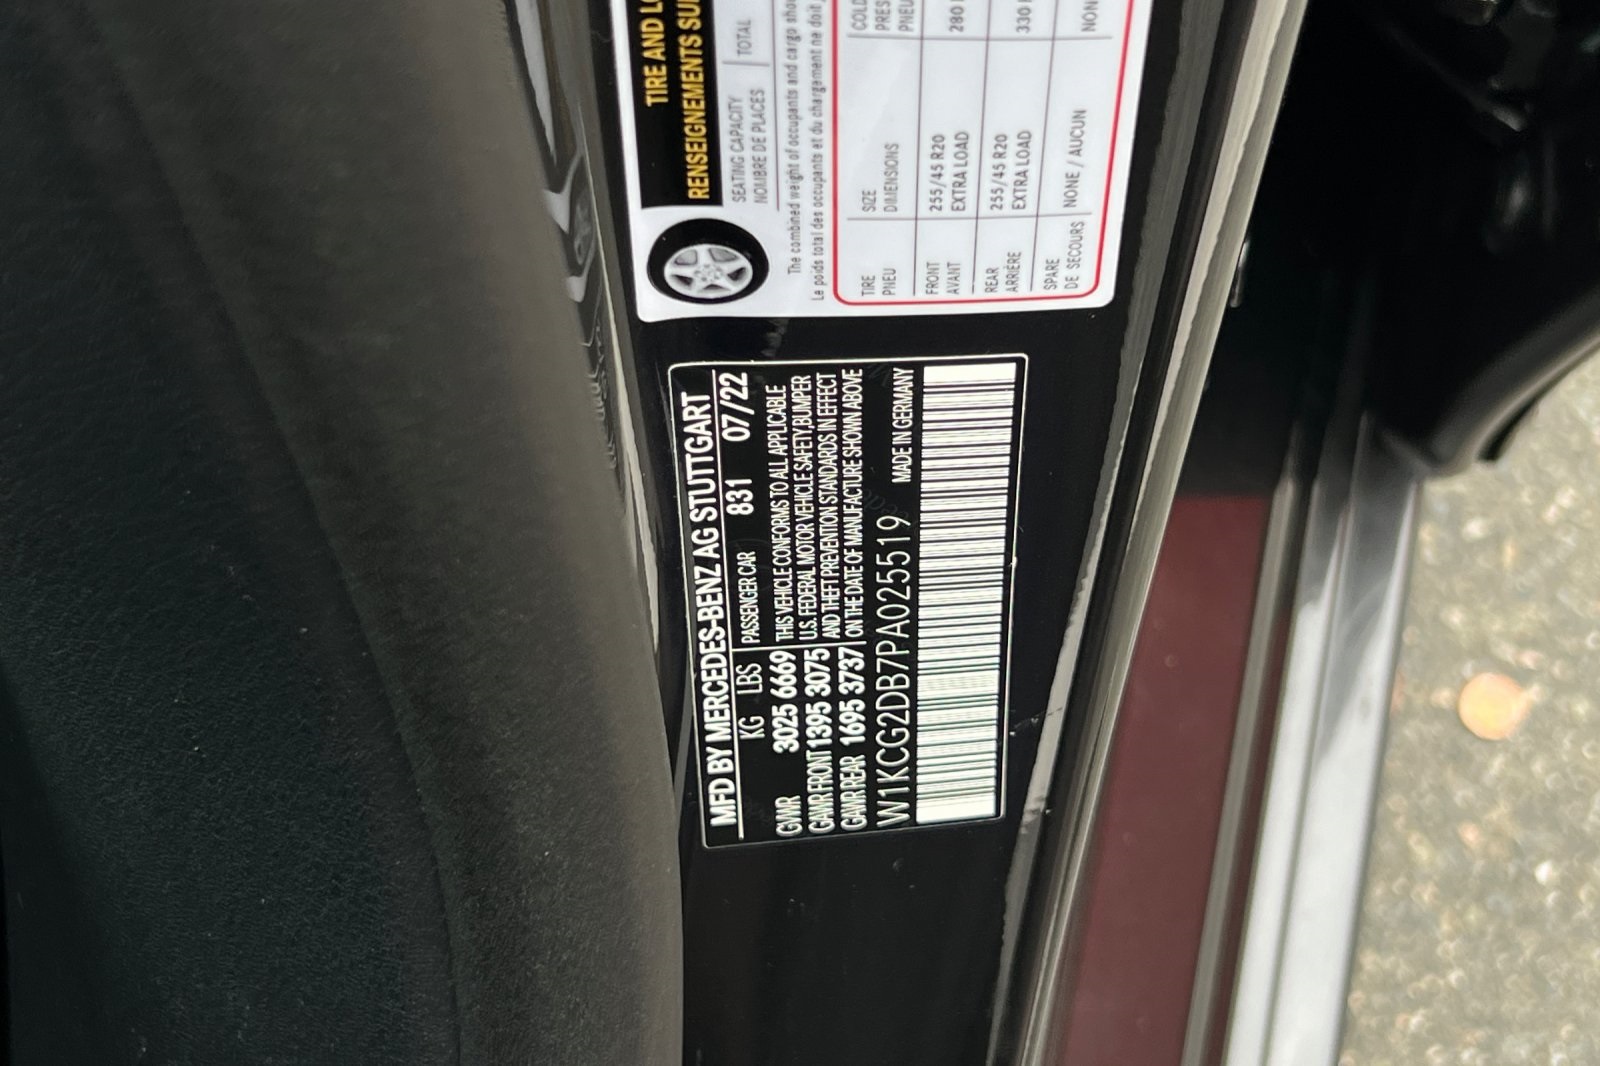 TIRE AND LO
RENSEIGNEMENTS SU
SEATING CAPACITY
NOMBRE DE PLACES
TOTAL
The combined weight of occupants and cargo shou
Le poids total des occupants et du chargement ne doit
TIRE SIZE COLD
PNEU DIMENSIONS PRES
PNEU
FRONT 255/45 R20 280
AVANT EXTRA LOAD
REAR 255/45 R20 330
ARRIÈRE EXTRA LOAD
SPARE NONE / AUCUN NON
DE SECOURS
MFD BY MERCEDES-BENZ AG STUTTGART
KG LBS PASSENGER CAR 831 07/22
GVWR 3025 6669 THIS VEHICLE CONFORMS TO ALL APPLICABLE
GAWR FRONT 1395 3075 U.S. FEDERAL MOTOR VEHICLE SAFETY,BUMPER
GAWR REAR 1695 3737 AND THEFT PREVENTION STANDARDS IN EFFECT
ON THE DATE OF MANUFACTURE SHOWN ABOVE
W1KCG2DB7PA025519 MADE IN GERMANY